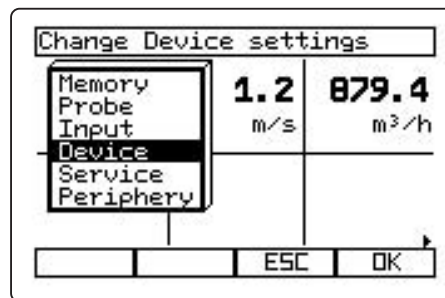 Change Device settings
Memory
Probe
Input
Device
Service
Periphery
1.2 879.4
m/s m³/h
ESC OK